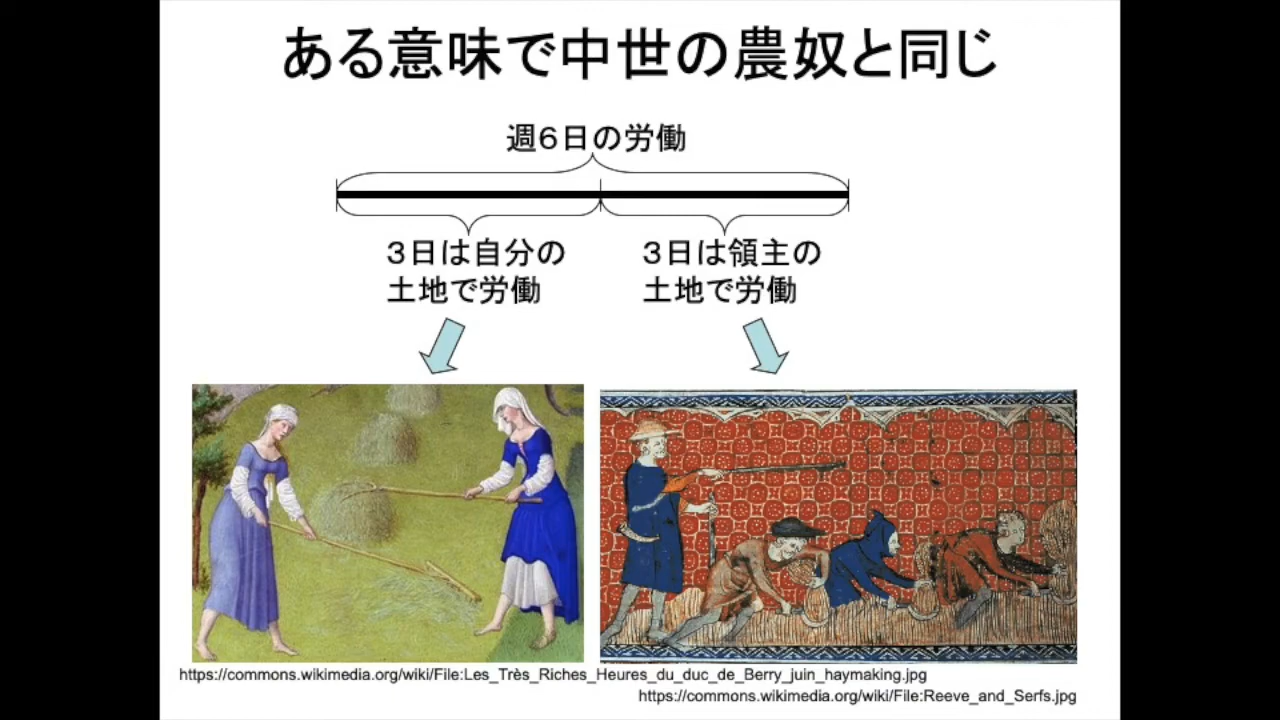 ある意味で中世の農奴と同じ
週６日の労働
３日は自分の
土地で労働
３日は領主の
土地で労働
https://commons.wikimedia.org/wiki/File:Les_Très_Riches_Heures_du_duc_de_Berry_juin_haymaking.jpg
https://commons.wikimedia.org/wiki/File:Reeve_and_Serfs.jpg